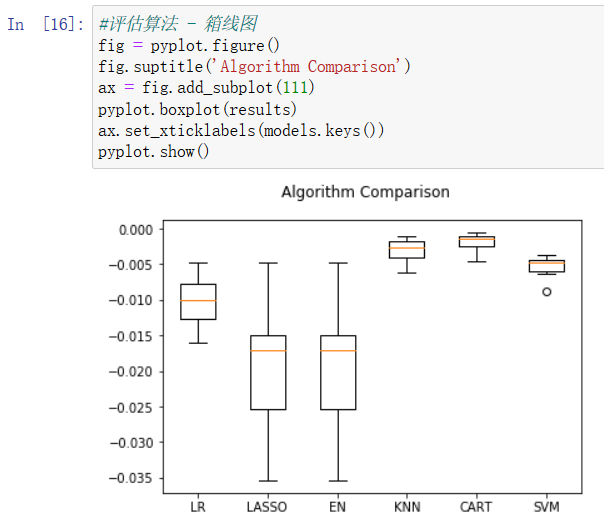 In [16]:
#评估算法 - 箱线图
fig = pyplot.figure()
fig.suptitle('Algorithm Comparison')
ax = fig.add_subplot(111)
pyplot.boxplot(results)
ax.set_xticklabels(models.keys())
pyplot.show()
Algorithm Comparison
0.000
−0.005
−0.010
−0.015
−0.020
−0.025
−0.030
−0.035
LR LASSO EN KNN CART SVM